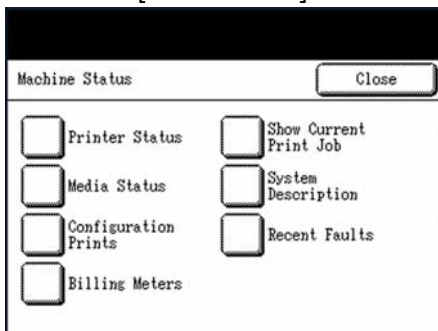 Machine Status
Close
Printer Status
Media Status
Configuration
Prints
Billing Meters
Show Current
Print Job
System
Description
Recent Faults